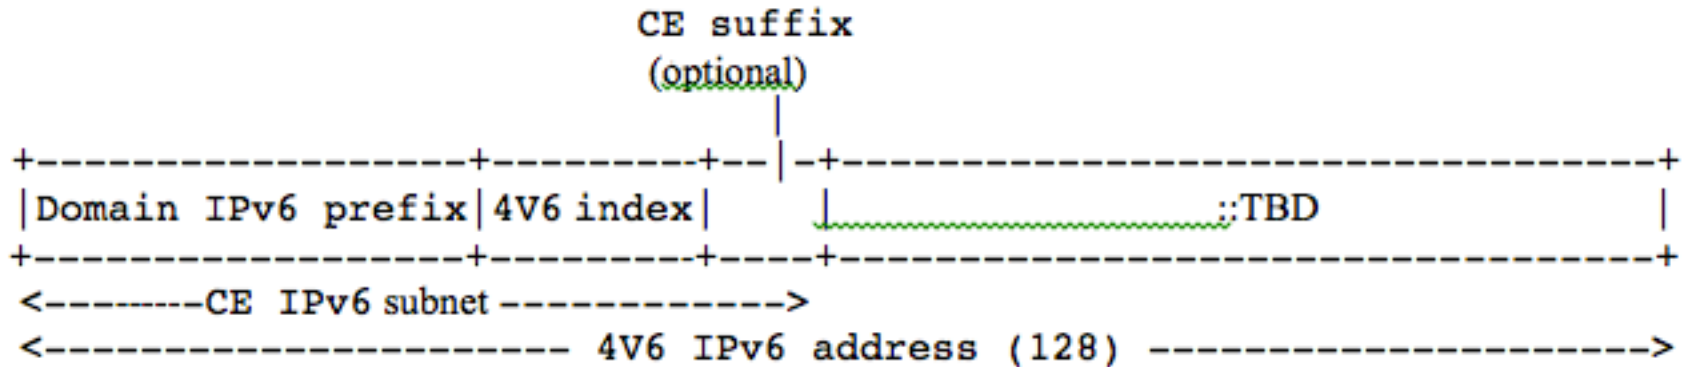 CE suffix
(optional)
|
+-------------------+---------+--|-+-----------------------------------+
|Domain IPv6 prefix|4V6 index| | ::TBD |
+-------------------+---------+----+-----------------------------------+
<---------CE IPv6 subnet ------------>
<---------------------- 4V6 IPv6 address (128) --------------------->